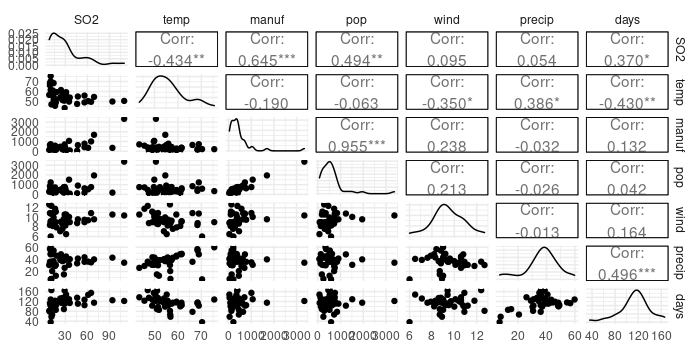 SO2 temp manuf pop wind precip days
0.025
0.020
0.015
0.010
0.005
0.000
Corr: Corr: Corr: Corr: Corr: Corr:
-0.434** 0.645*** 0.494** 0.095 0.054 0.370*
SO2
70
60
50
Corr: Corr: Corr: Corr: Corr:
-0.190 -0.063 -0.350* 0.386* -0.430**
temp
3000
2000
1000
0
Corr: Corr: Corr: Corr:
0.955*** 0.238 -0.032 0.132
manuf
3000
2000
1000
0
Corr: Corr: Corr:
0.213 -0.026 0.042
pop
12
10
8
6
Corr: Corr:
-0.013 0.164
wind
60
40
20
Corr:
0.496***
precip
160
120
80
40
days
30 60 90 50 60 70 0 1000 2000 3000 0 1000 2000 3000 6 8 10 12 20 40 60 40 80 120 160